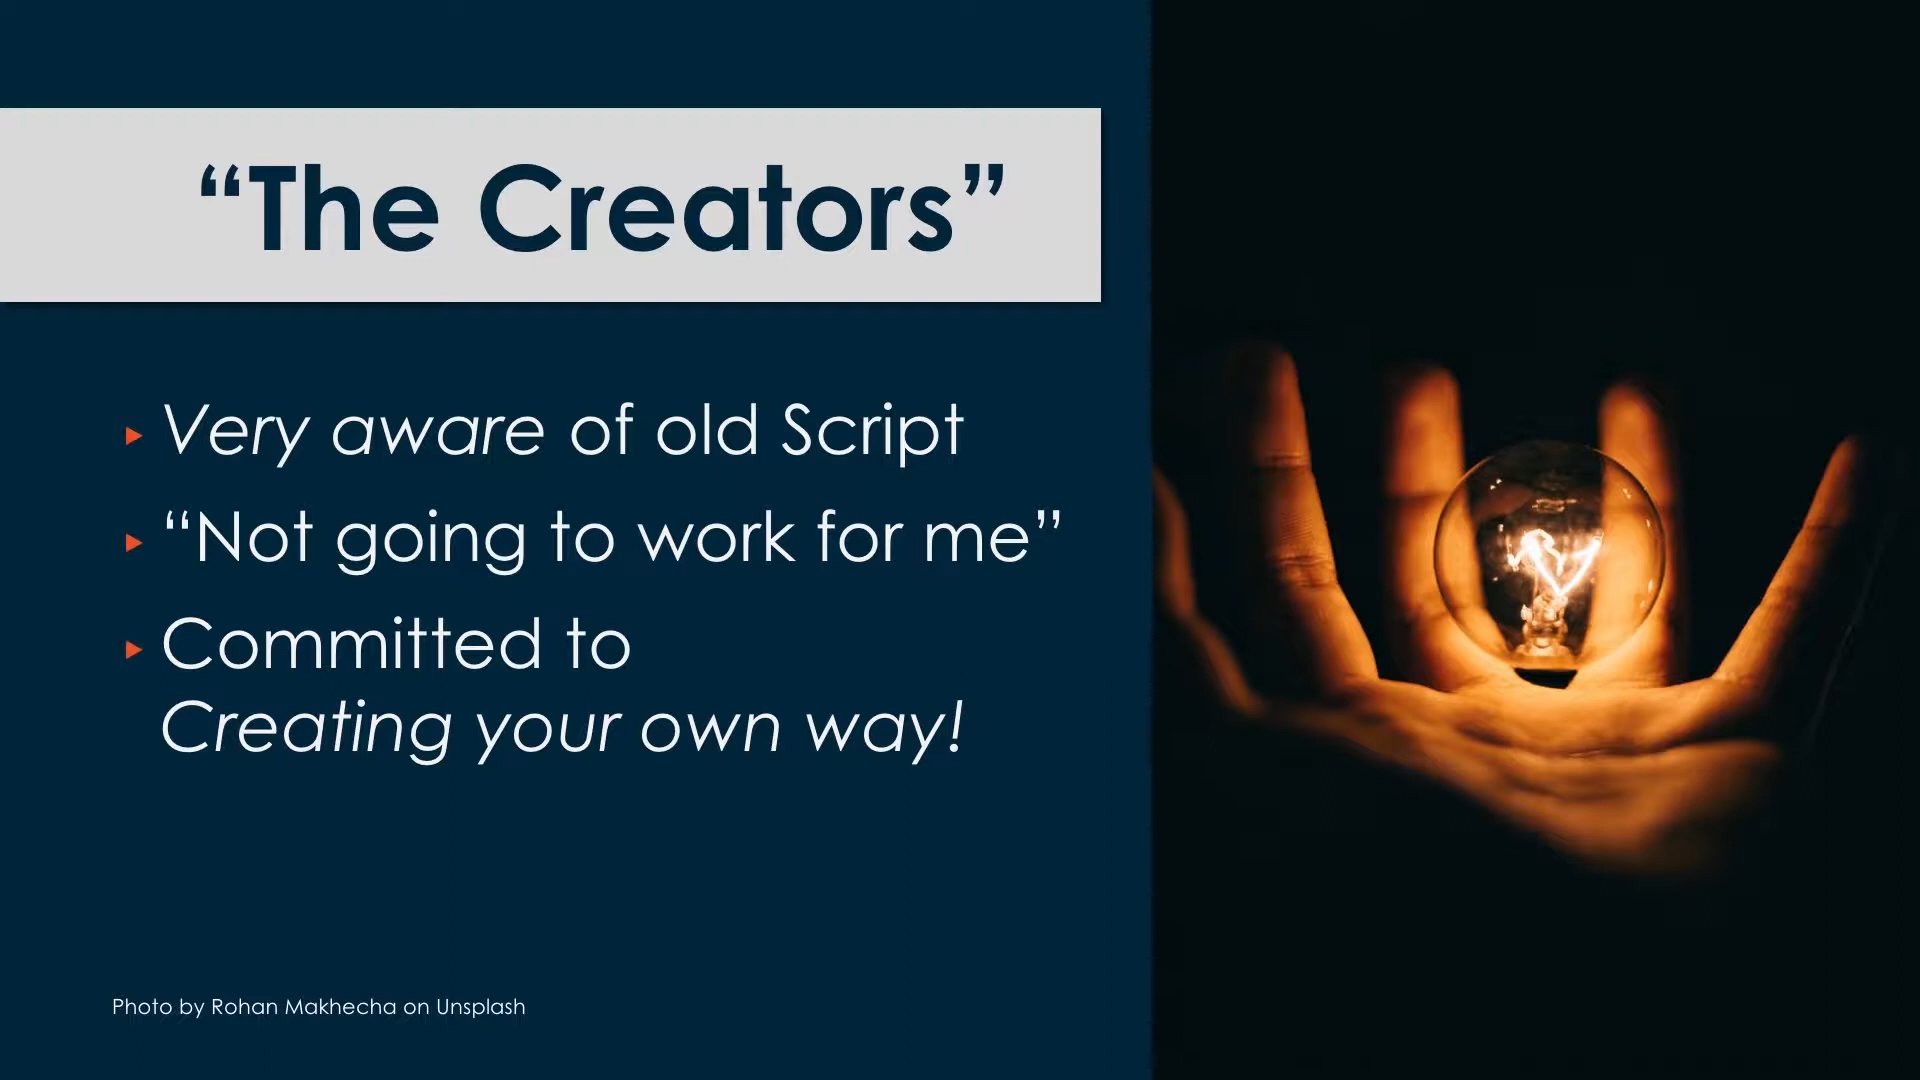 “The Creators”
Very aware of old Script
“Not going to work for me”
Committed to
Creating your own way!
Photo by Rohan Makhecha on Unsplash